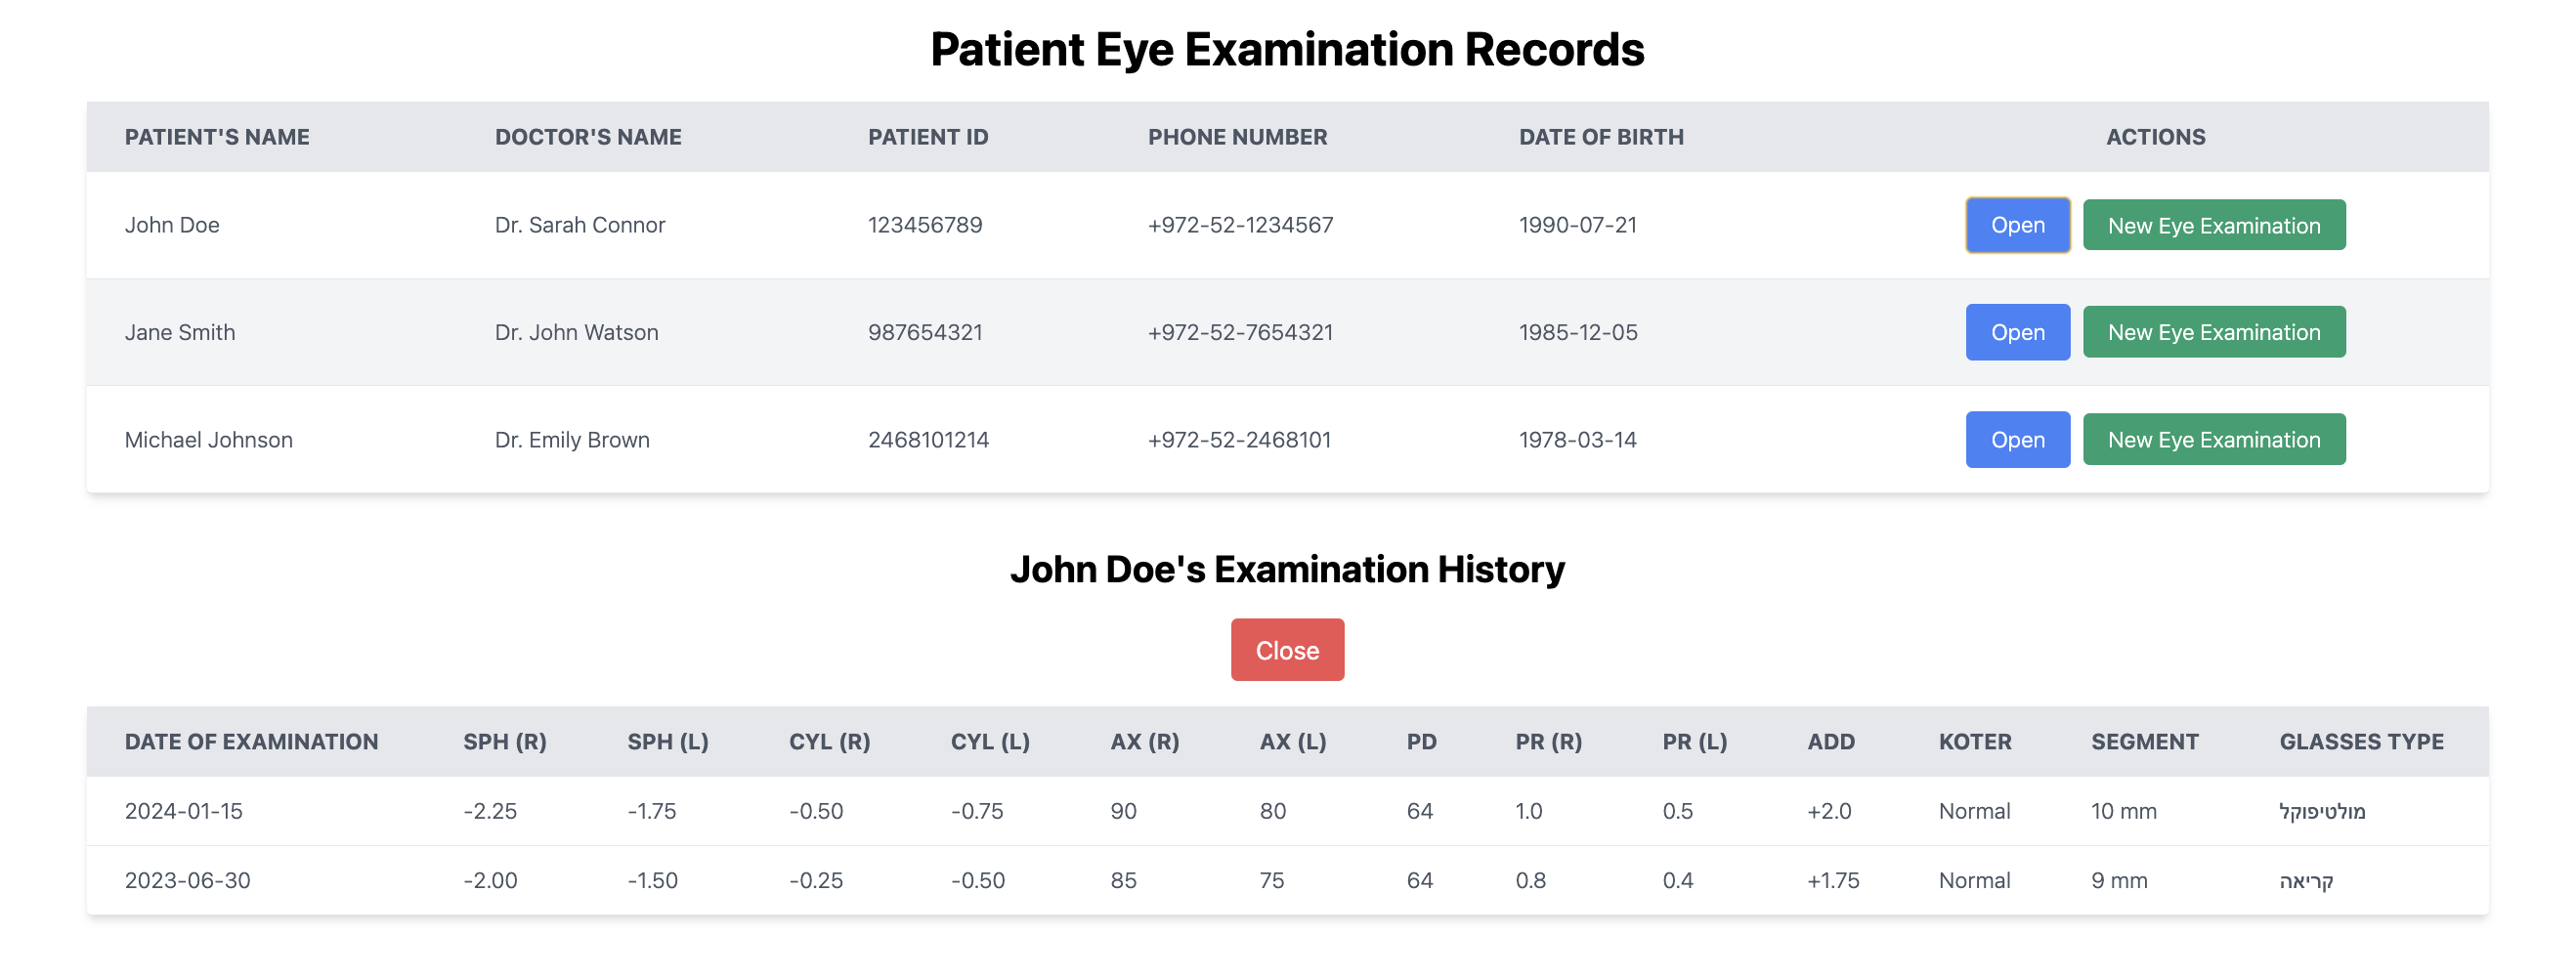 Patient Eye Examination Records
PATIENT'S NAME DOCTOR'S NAME PATIENT ID PHONE NUMBER DATE OF BIRTH ACTIONS
John Doe Dr. Sarah Connor 123456789 +972-52-1234567 1990-07-21 Open New Eye Examination
Jane Smith Dr. John Watson 987654321 +972-52-7654321 1985-12-05 Open New Eye Examination
Michael Johnson Dr. Emily Brown 2468101214 +972-52-2468101 1978-03-14 Open New Eye Examination
John Doe's Examination History
Close
DATE OF EXAMINATION SPH (R) SPH (L) CYL (R) CYL (L) AX (R) AX (L) PD PR (R) PR (L) ADD KOTER SEGMENT GLASSES TYPE
2024-01-15 -2.25 -1.75 -0.50 -0.75 90 80 64 1.0 0.5 +2.0 Normal 10 mm מולטיפוקל
2023-06-30 -2.00 -1.50 -0.25 -0.50 85 75 64 0.8 0.4 +1.75 Normal 9 mm קריאה